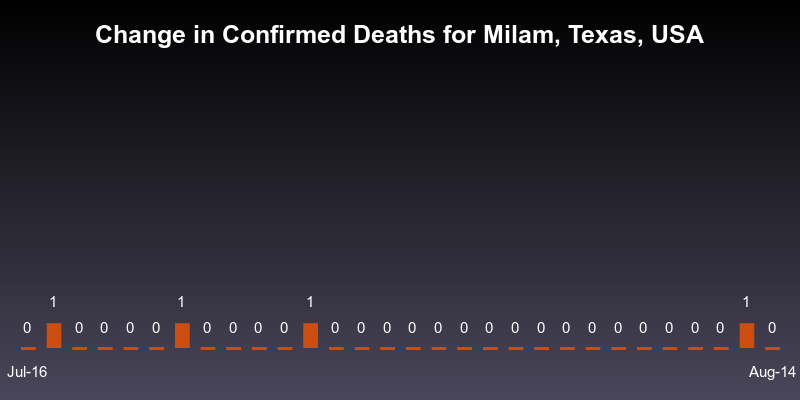 Change in Confirmed Deaths for Milam, Texas, USA
1 1 1 1
0 0 0 0 0 0 0 0 0 0 0 0 0 0 0 0 0 0 0 0 0 0 0 0 0 0
Jul-16 Aug-14